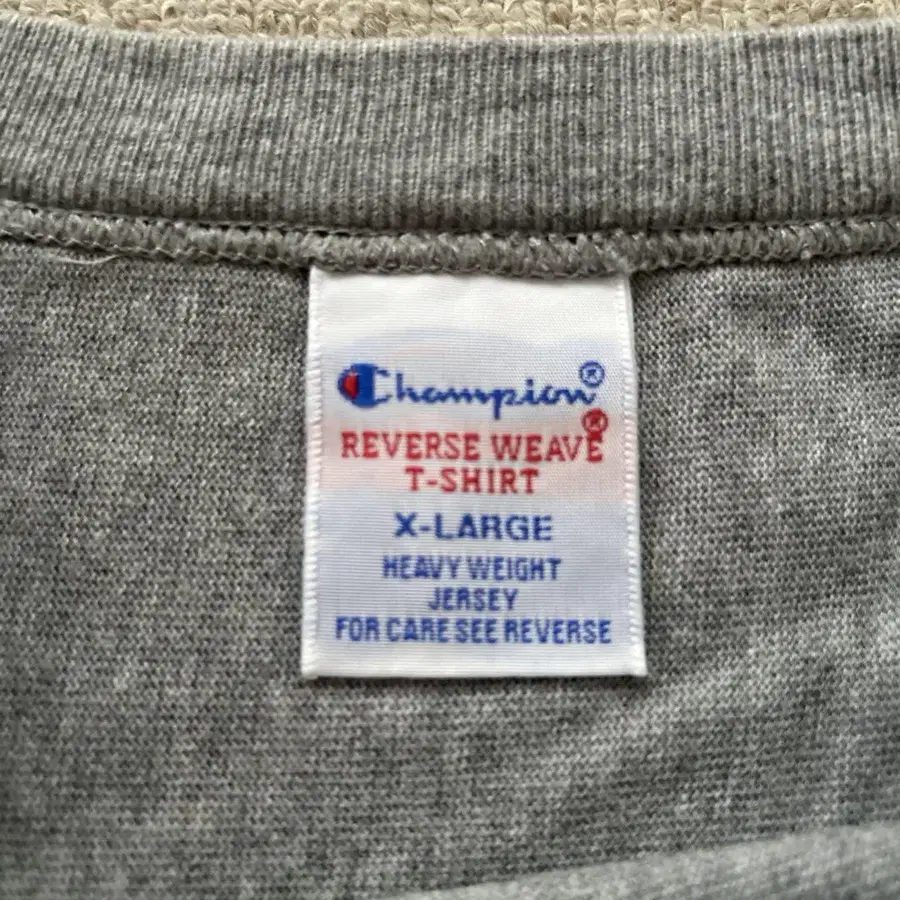 Champion®
REVERSE WEAVE®
T-SHIRT
X-LARGE
HEAVY WEIGHT
JERSEY
FOR CARE SEE REVERSE